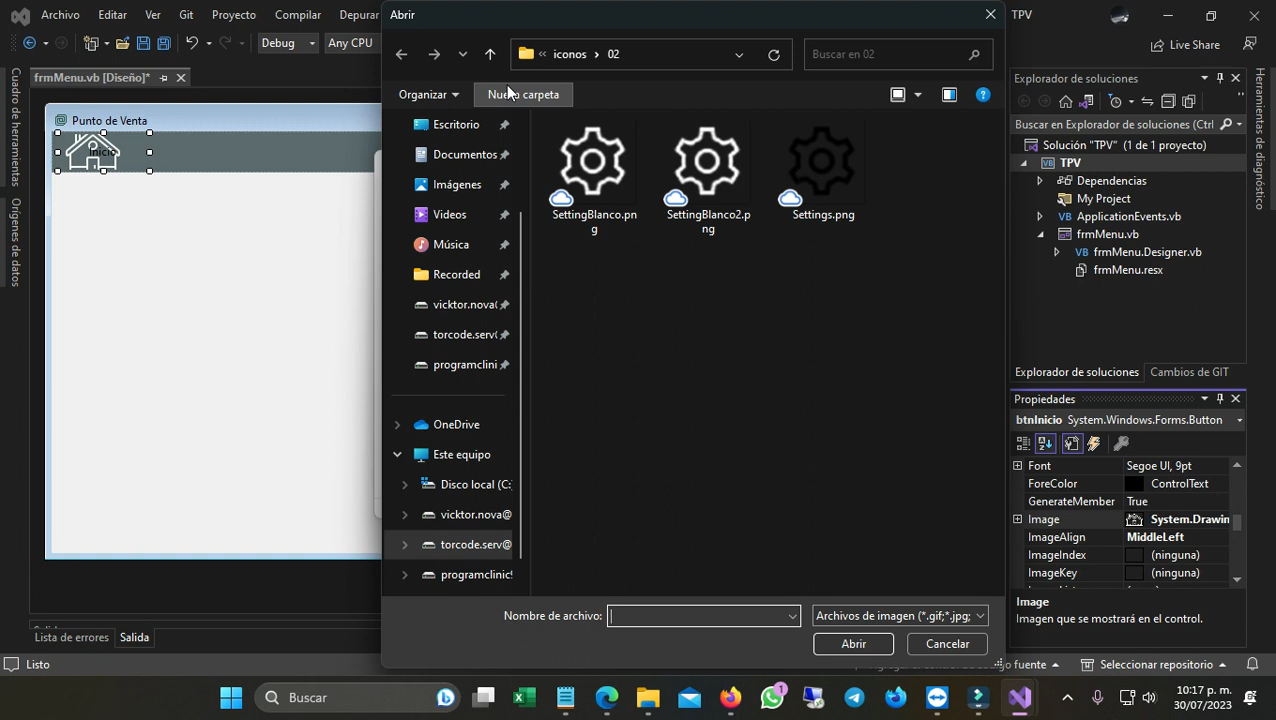 Archivo Editar Ver Git Proyecto Compilar Depurar
Abrir
TPV
Debug
Any CPU
iconos > 02
Buscar en 02
Live Share
frmMenu.vb [Diseño]*
Organizar
Nueva carpeta
Explorador de soluciones
Cuadro de herramientas
Orígenes de datos
Punto de Venta
Inicio
Escritorio
Documentos
Imágenes
Videos
Música
Recorded
vicktor.nova(
torcode.serv(
programclini
OneDrive
Este equipo
Disco local (C:
vicktor.nova@
torcode.serv@
programclinic
SettingBlanco.pn
g
SettingBlanco2.p
ng
Settings.png
Buscar en Explorador de soluciones (Ctrl
Solución "TPV" (1 de 1 proyecto)
TPV
Dependencias
My Project
ApplicationEvents.vb
frmMenu.vb
frmMenu.Designer.vb
frmMenu.resx
Herramientas de diagnóstico
Explorador de soluciones
Cambios de GIT
Propiedades
btnInicio System.Windows.Forms.Button
Font Segoe UI, 9pt
ForeColor ControlText
GenerateMember True
Image System.Drawin
ImageAlign MiddleLeft
ImageIndex (ninguna)
ImageKey (ninguna)
Image
Imagen que se mostrará en el control.
Nombre de archivo:
Archivos de imagen (*.gif;*.jpg;
Abrir
Cancelar
Lista de errores
Salida
Listo
Seleccionar repositorio
Buscar
1
10:17 p. m.
30/07/2023